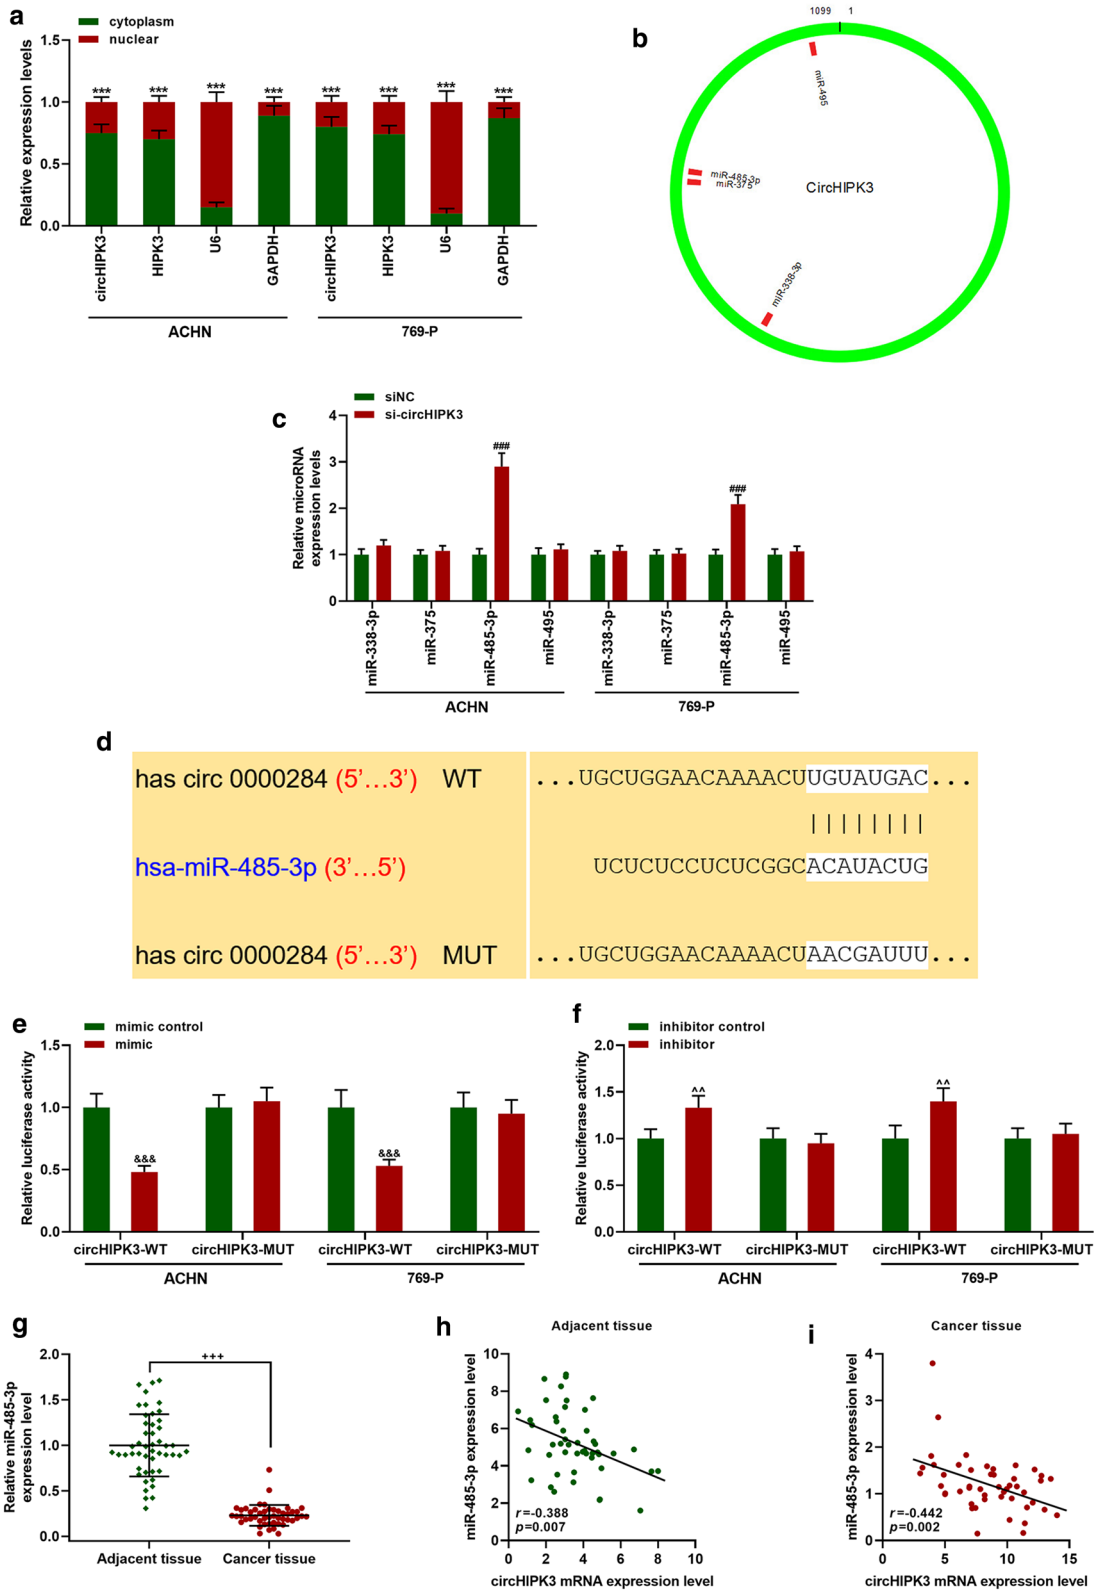 a
cytoplasm
nuclear
Relative expression levels
1.5
1.0
0.5
0.0
*** *** *** *** *** *** *** ***
circHIPK3 HIPK3 U6 GAPDH circHIPK3 HIPK3 U6 GAPDH
ACHN 769-P
b
1099 1
miR-495
miR-485-3p
miR-375
miR-338-3p
CircHIPK3
c
siNC
si-circHIPK3
Relative microRNA
expression levels
4
3
2
1
0
### ###
miR-338-3p miR-375 miR-485-3p miR-495 miR-338-3p miR-375 miR-485-3p miR-495
ACHN 769-P
d
has circ 0000284 (5’…3’) WT ...UGCUGGAACAAAACUUGUAUGAC...
| | | | | | | |
hsa-miR-485-3p (3’…5’) UCUCUCCUCUCGGCACAUACUG
has circ 0000284 (5’…3’) MUT ...UGCUGGAACAAAACUAACGAUUU...
e
mimic control
mimic
Relative luciferase activity
1.5
1.0
0.5
0.0
&&& &&&
circHIPK3-WT circHIPK3-MUT circHIPK3-WT circHIPK3-MUT
ACHN 769-P
f
inhibitor control
inhibitor
Relative luciferase activity
2.0
1.5
1.0
0.5
0.0
^^ ^^
circHIPK3-WT circHIPK3-MUT circHIPK3-WT circHIPK3-MUT
ACHN 769-P
g
Relative miR-485-3p
expression level
2.0
1.5
1.0
0.5
0.0
+++
Adjacent tissue Cancer tissue
h
Adjacent tissue
miR-485-3p expression level
10
8
6
4
2
0
r=-0.388
p=0.007
0 2 4 6 8 10
circHIPK3 mRNA expression level
i
Cancer tissue
miR-485-3p expression level
4
3
2
1
0
r=-0.442
p=0.002
0 5 10 15
circHIPK3 mRNA expression level